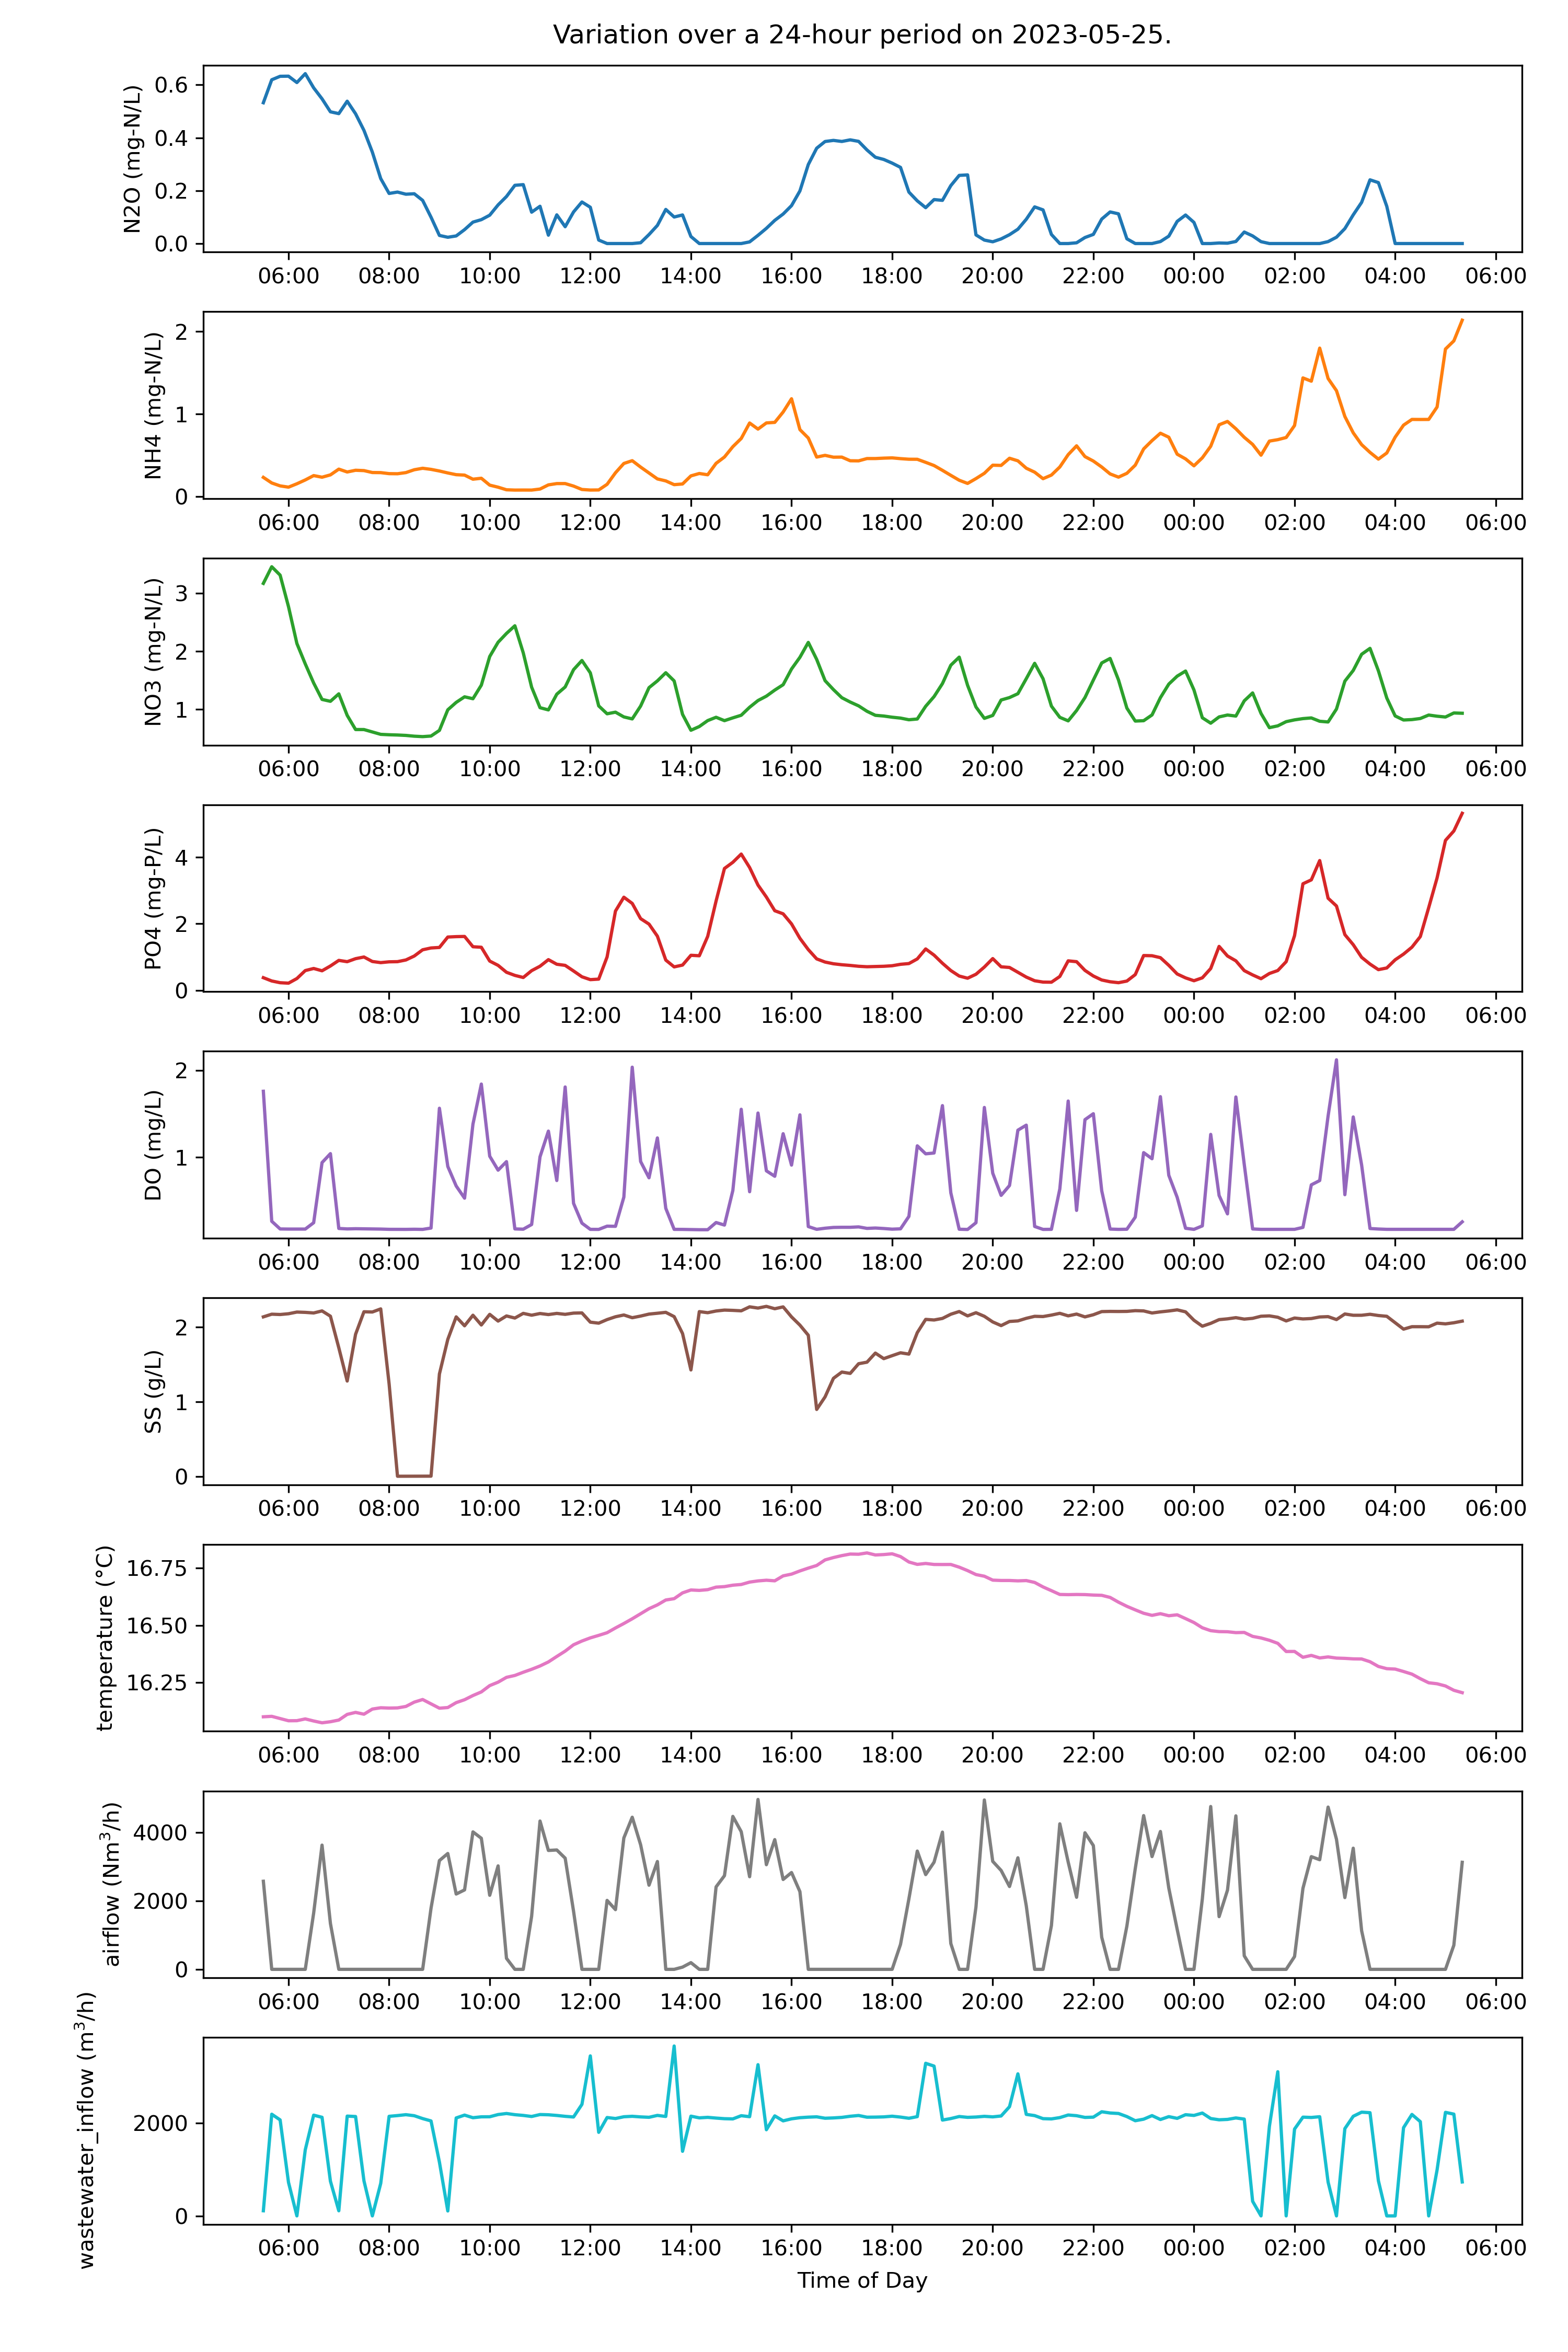 Variation over a 24-hour period on 2023-05-25.
N2O (mg-N/L)
0.6
0.4
0.2
0.0
06:00 08:00 10:00 12:00 14:00 16:00 18:00 20:00 22:00 00:00 02:00 04:00 06:00
NH4 (mg-N/L)
2
1
0
06:00 08:00 10:00 12:00 14:00 16:00 18:00 20:00 22:00 00:00 02:00 04:00 06:00
NO3 (mg-N/L)
3
2
1
06:00 08:00 10:00 12:00 14:00 16:00 18:00 20:00 22:00 00:00 02:00 04:00 06:00
PO4 (mg-P/L)
4
2
0
06:00 08:00 10:00 12:00 14:00 16:00 18:00 20:00 22:00 00:00 02:00 04:00 06:00
DO (mg/L)
2
1
06:00 08:00 10:00 12:00 14:00 16:00 18:00 20:00 22:00 00:00 02:00 04:00 06:00
SS (g/L)
2
1
0
06:00 08:00 10:00 12:00 14:00 16:00 18:00 20:00 22:00 00:00 02:00 04:00 06:00
temperature (°C)
16.75
16.50
16.25
06:00 08:00 10:00 12:00 14:00 16:00 18:00 20:00 22:00 00:00 02:00 04:00 06:00
airflow (Nm³/h)
4000
2000
0
06:00 08:00 10:00 12:00 14:00 16:00 18:00 20:00 22:00 00:00 02:00 04:00 06:00
wastewater_inflow (m³/h)
2000
0
06:00 08:00 10:00 12:00 14:00 16:00 18:00 20:00 22:00 00:00 02:00 04:00 06:00
Time of Day